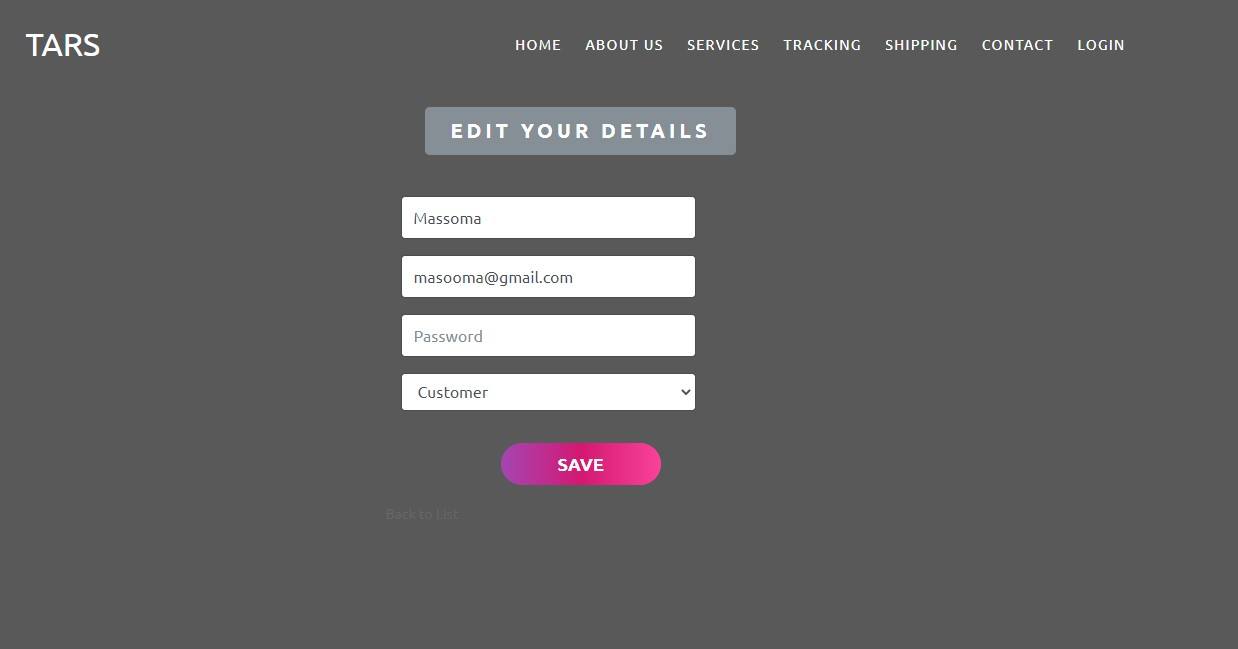 TARS
HOME ABOUT US SERVICES TRACKING SHIPPING CONTACT LOGIN
EDIT YOUR DETAILS
Massoma
masooma@gmail.com
Password
Customer
SAVE
Back to List